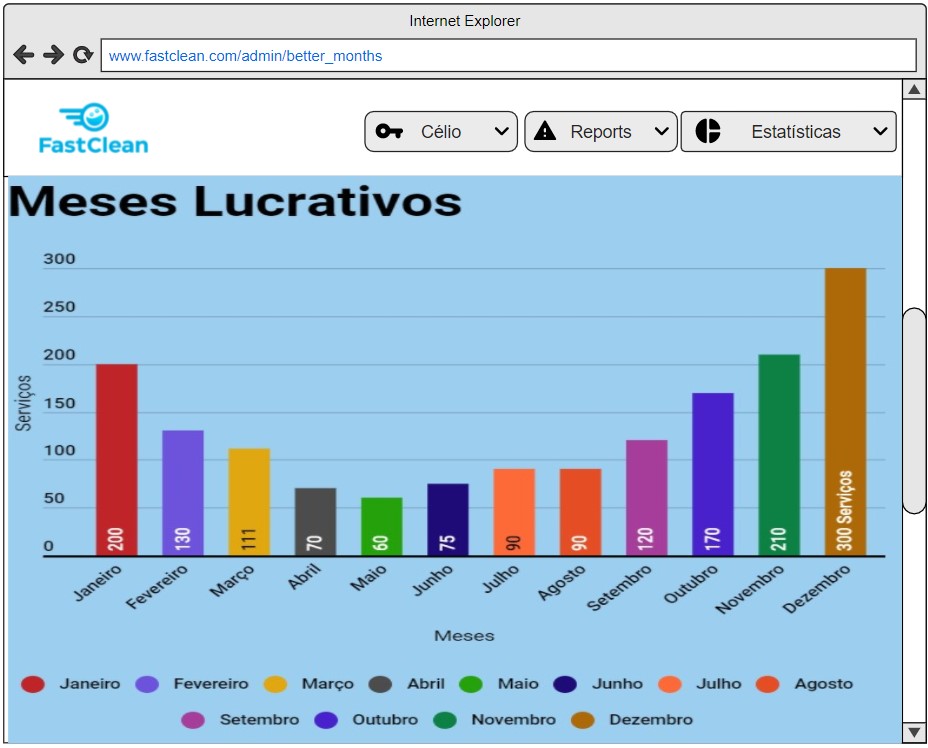 Internet Explorer
www.fastclean.com/admin/better_months
FastClean
Célio
Reports
Estatísticas
Meses Lucrativos
300
250
200
150
100
50
0
Serviços
200
130
111
70
60
75
90
90
120
170
210
300 Serviços
Janeiro
Fevereiro
Março
Abril
Maio
Junho
Julho
Agosto
Setembro
Outubro
Novembro
Dezembro
Meses
Janeiro Fevereiro Março Abril Maio Junho Julho Agosto
Setembro Outubro Novembro Dezembro